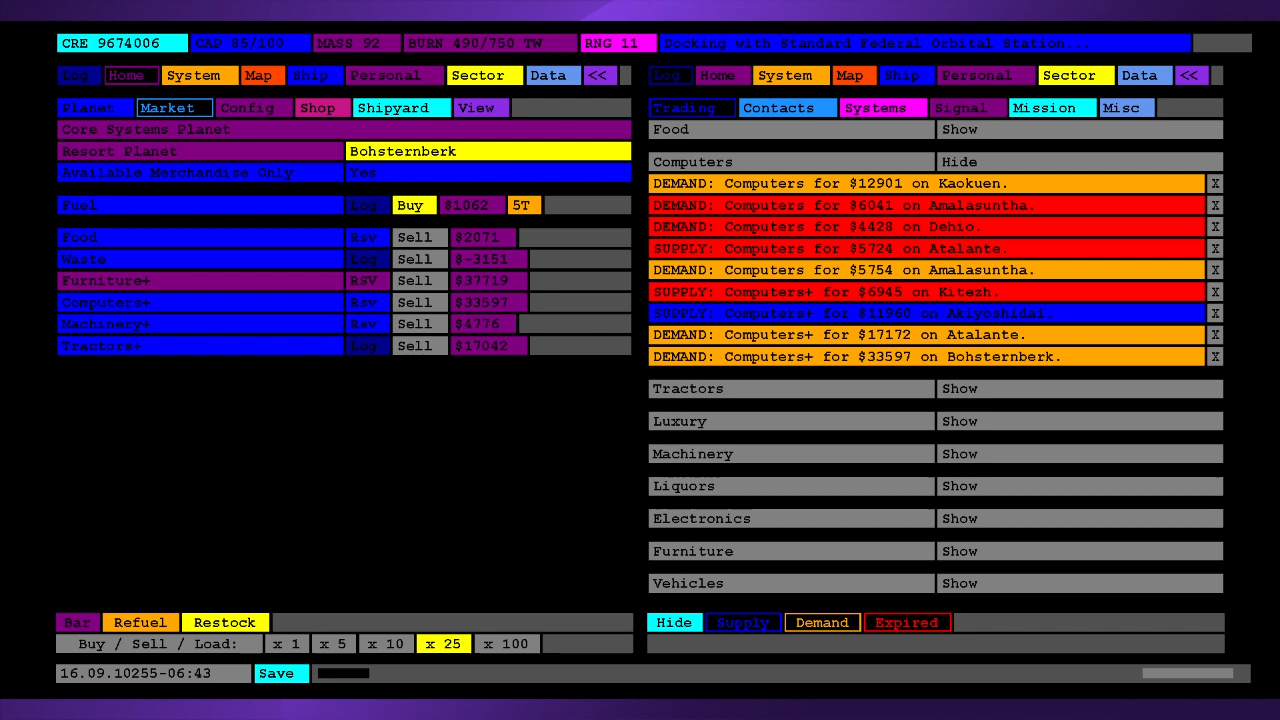 CRE 9674006 CAP 85/100 MASS 92 BURN 490/750 TW RNG 11 Docking with Standard Federal Orbital Station...
Log Home System Map Ship Personal Sector Data <<
Planet Market Config Shop Shipyard View
Core Systems Planet
Resort Planet Bohsternberk
Available Merchandise Only Yes
Fuel Log Buy $1062 5T
Food Rsv Sell $2071
Waste Log Sell $-3151
Furniture+ RSV Sell $37719
Computers+ Rsv Sell $33597
Machinery+ Rsv Sell $4776
Tractors+ Log Sell $17042
Bar Refuel Restock
Buy / Sell / Load: x 1 x 5 x 10 x 25 x 100
Log Home System Map Ship Personal Sector Data <<
Trading Contacts Systems Signal Mission Misc
Food Show
Computers Hide
DEMAND: Computers for $12901 on Kaokuen. X
DEMAND: Computers for $6041 on Amalasuntha. X
DEMAND: Computers for $4428 on Dehio. X
SUPPLY: Computers for $5724 on Atalante. X
DEMAND: Computers for $5754 on Amalasuntha. X
SUPPLY: Computers+ for $6945 on Kitezh. X
SUPPLY: Computers+ for $11960 on Akiyoshidai. X
DEMAND: Computers+ for $17172 on Atalante. X
DEMAND: Computers+ for $33597 on Bohsternberk. X
Tractors Show
Luxury Show
Machinery Show
Liquors Show
Electronics Show
Furniture Show
Vehicles Show
Hide Supply Demand Expired
16.09.10255-06:43 Save